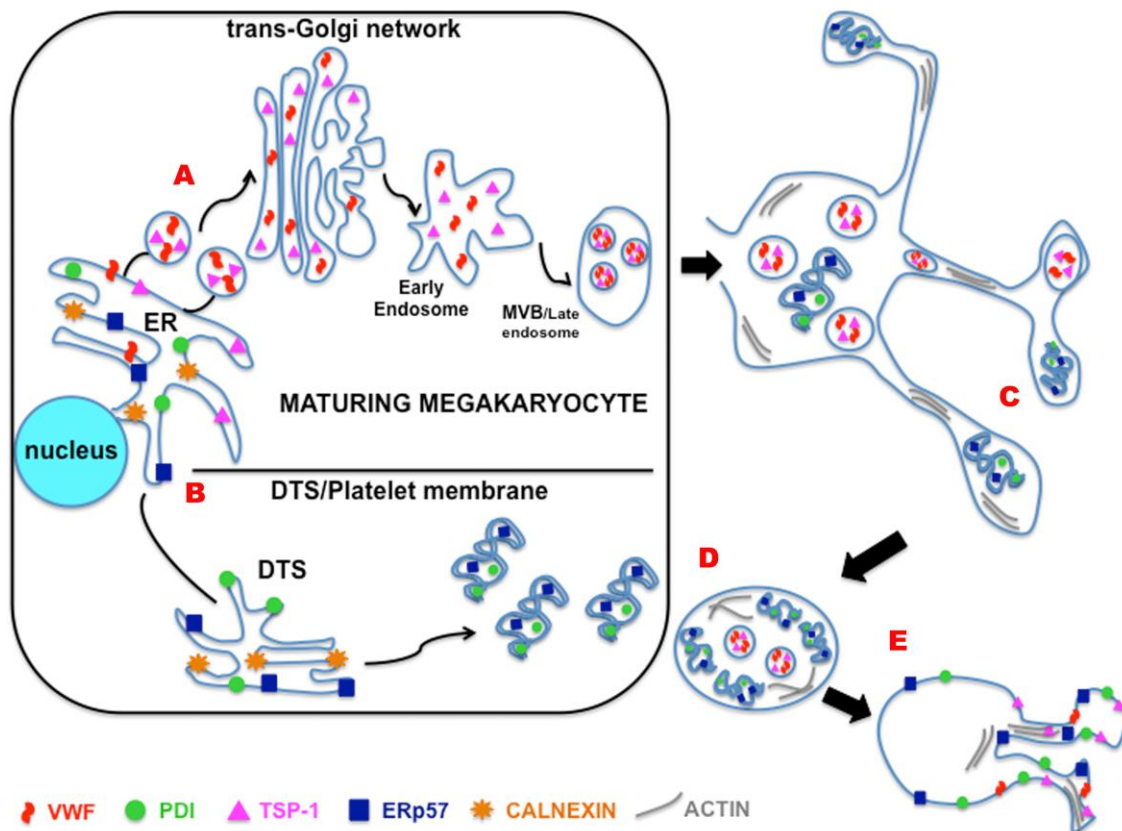 trans-Golgi network
A
Early
Endosome
MVB/Late
endosome
ER
MATURING MEGAKARYOCYTE
nucleus
B
DTS/Platelet membrane
DTS
C
D
E
VWF PDI TSP-1 ERp57 CALNEXIN ACTIN